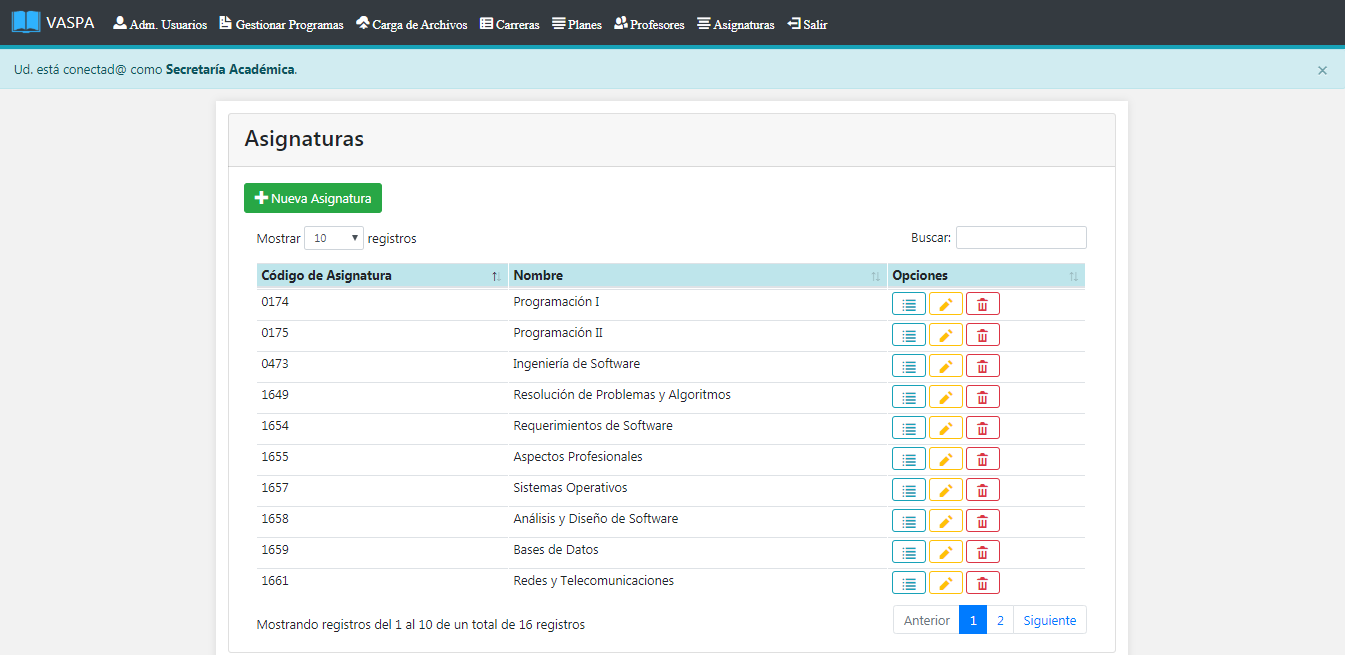 VASPA Adm. Usuarios Gestionar Programas Carga de Archivos Carreras Planes Profesores Asignaturas Salir
Ud. está conectad@ como Secretaría Académica. ×
Asignaturas
Nueva Asignatura
Mostrar 10 registros Buscar:
Código de Asignatura Nombre Opciones
0174 Programación I
0175 Programación II
0473 Ingeniería de Software
1649 Resolución de Problemas y Algoritmos
1654 Requerimientos de Software
1655 Aspectos Profesionales
1657 Sistemas Operativos
1658 Análisis y Diseño de Software
1659 Bases de Datos
1661 Redes y Telecomunicaciones
Mostrando registros del 1 al 10 de un total de 16 registros Anterior 1 2 Siguiente